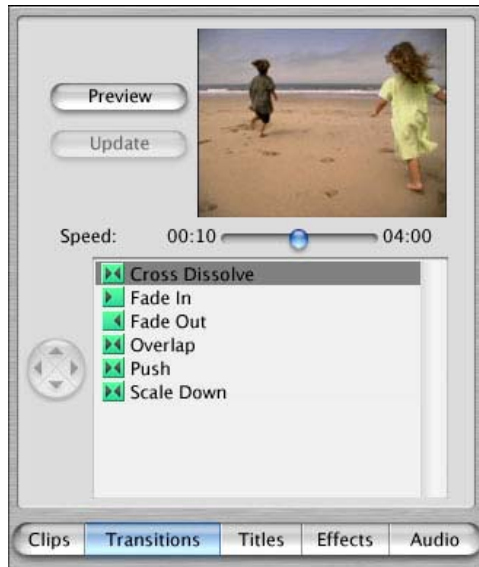 Preview
Update
Speed: 00:10 04:00
Cross Dissolve
Fade In
Fade Out
Overlap
Push
Scale Down
Clips Transitions Titles Effects Audio